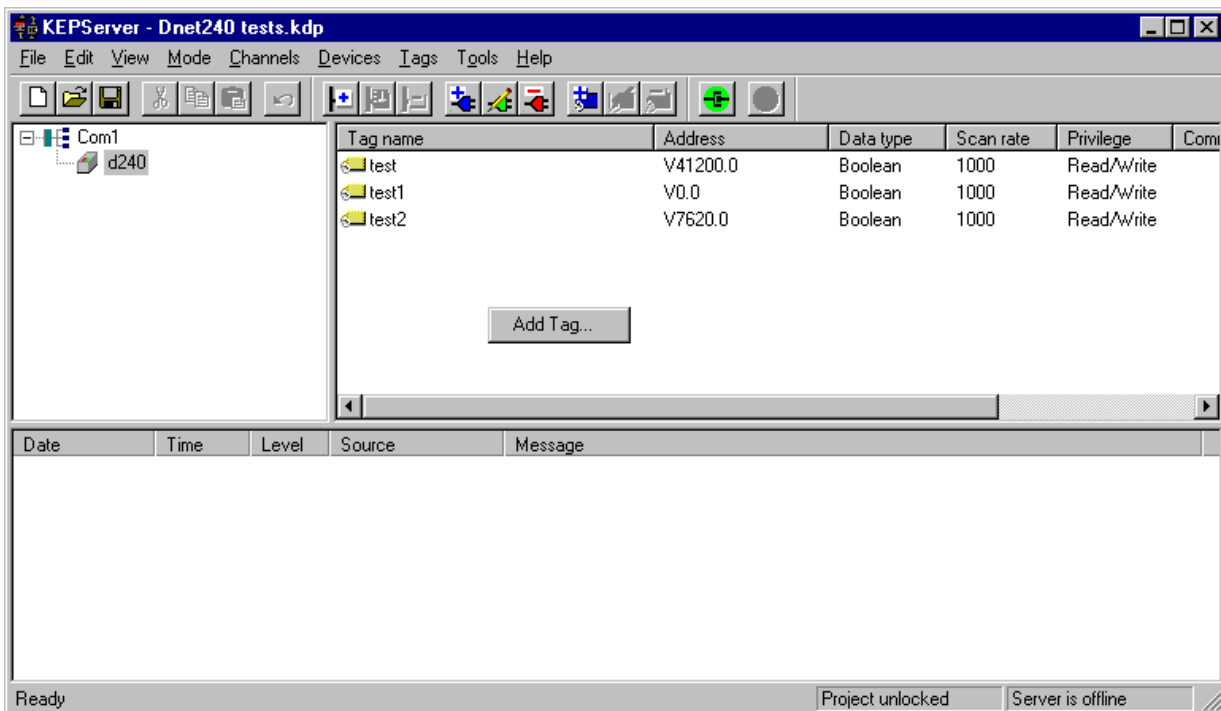 KEPServer - Dnet240 tests.kdp
File Edit View Mode Channels Devices Tags Tools Help
Com1
d240
Tag name Address Data type Scan rate Privilege Com
test V41200.0 Boolean 1000 Read/Write
test1 V0.0 Boolean 1000 Read/Write
test2 V7620.0 Boolean 1000 Read/Write
Add Tag...
Date Time Level Source Message
Ready Project unlocked Server is offline